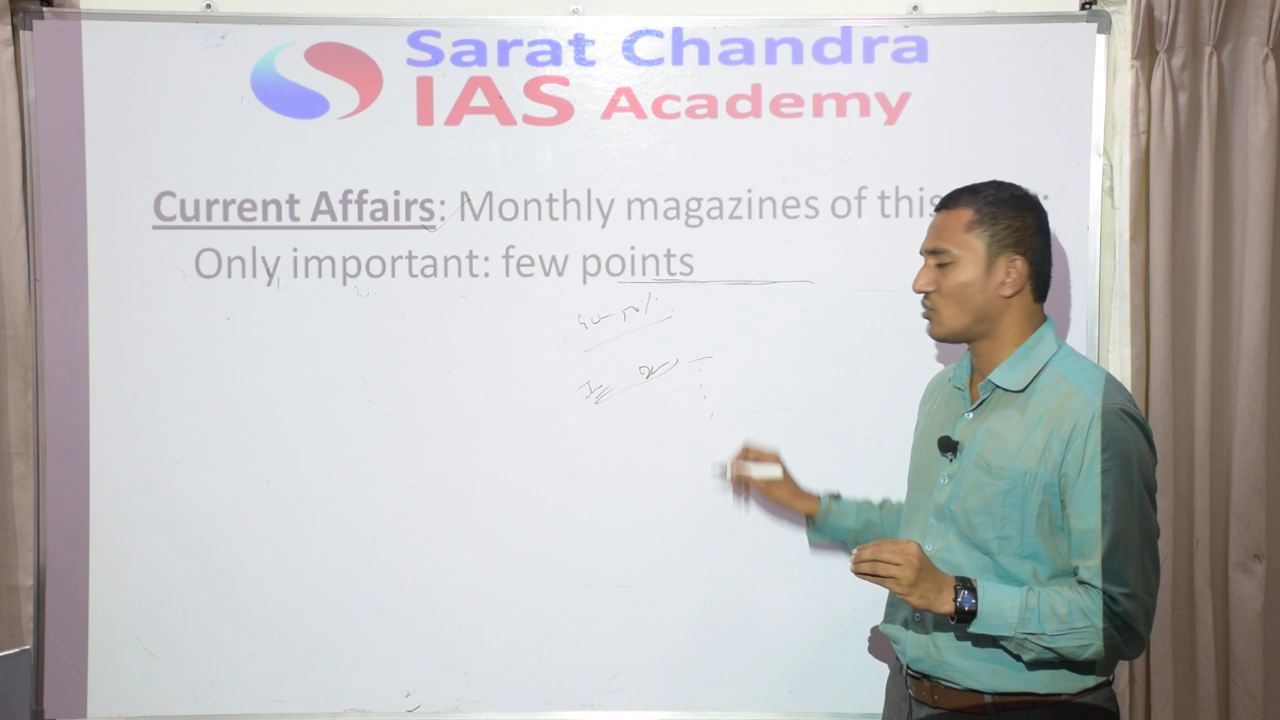 Sarat Chandra
IAS Academy
Current Affairs: Monthly magazines of this
Only important: few points